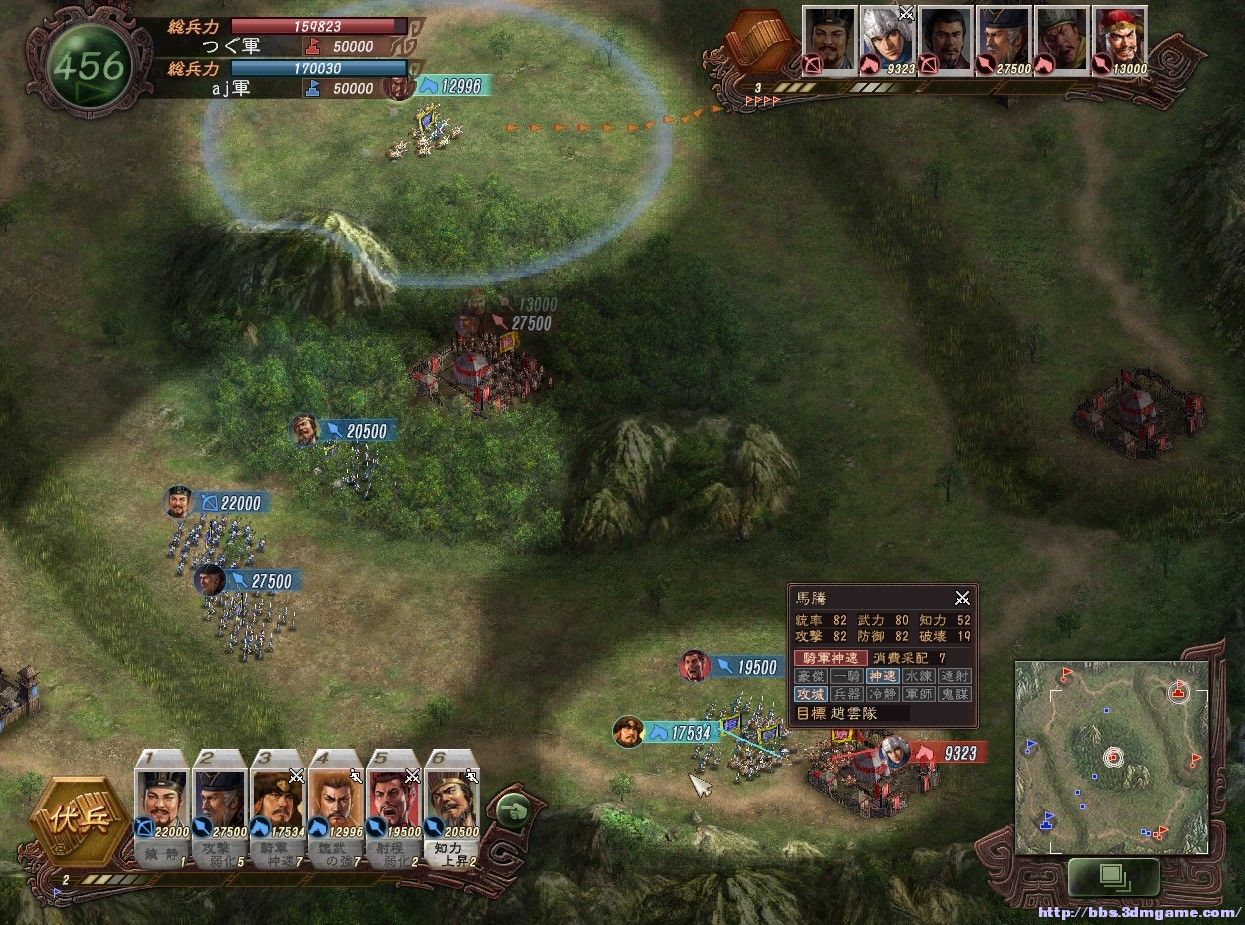 456
総兵力 159823
つぐ軍 50000
総兵力 170030
aj軍 50000
12996
9323
27500
13000
3
13000
27500
20500
22000
27500
馬騰
統率 82 武力 80 知力 52
攻撃 82 防御 82 破壊 19
騎軍神速 消費采配 7
豪傑 一騎 神速 水練 連射
攻城 兵器 冷静 軍師 鬼謀
目標 趙雲隊
19500
17534
9323
伏兵
1 2 3 4 5 6
22000 27500 17534 12996 19500 20500
鎮静 1
攻撃弱化 5
騎軍神速 7
魏武の強 7
射程弱化 2
知力上昇 2
2
http://bbs.3dmgame.com/